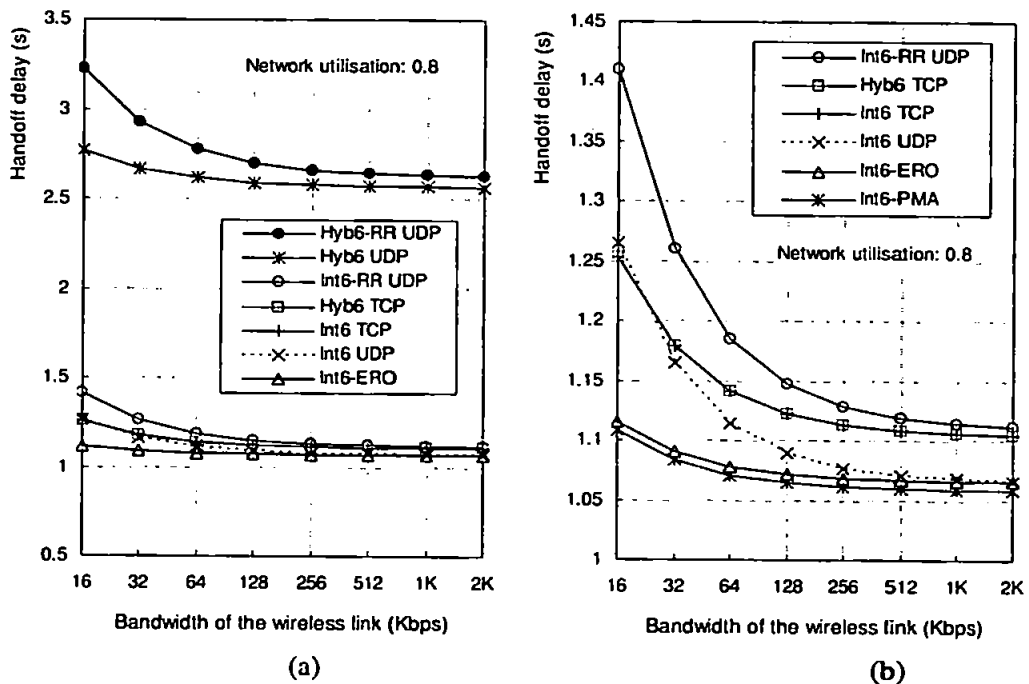 Handoff delay (s)
3.5
3
2.5
2
1.5
1
0.5
Network utilisation: 0.8
Hyb6-RR UDP
Hyb6 UDP
Int6-RR UDP
Hyb6 TCP
Int6 TCP
Int6 UDP
Int6-ERO
16 32 64 128 256 512 1K 2K
Bandwidth of the wireless link (Kbps)
(a)
Handoff delay (s)
1.45
1.4
1.35
1.3
1.25
1.2
1.15
1.1
1.05
1
Int6-RR UDP
Hyb6 TCP
Int6 TCP
Int6 UDP
Int6-ERO
Int6-PMA
Network utilisation: 0.8
16 32 64 128 256 512 1K 2K
Bandwidth of the wireless link (Kbps)
(b)